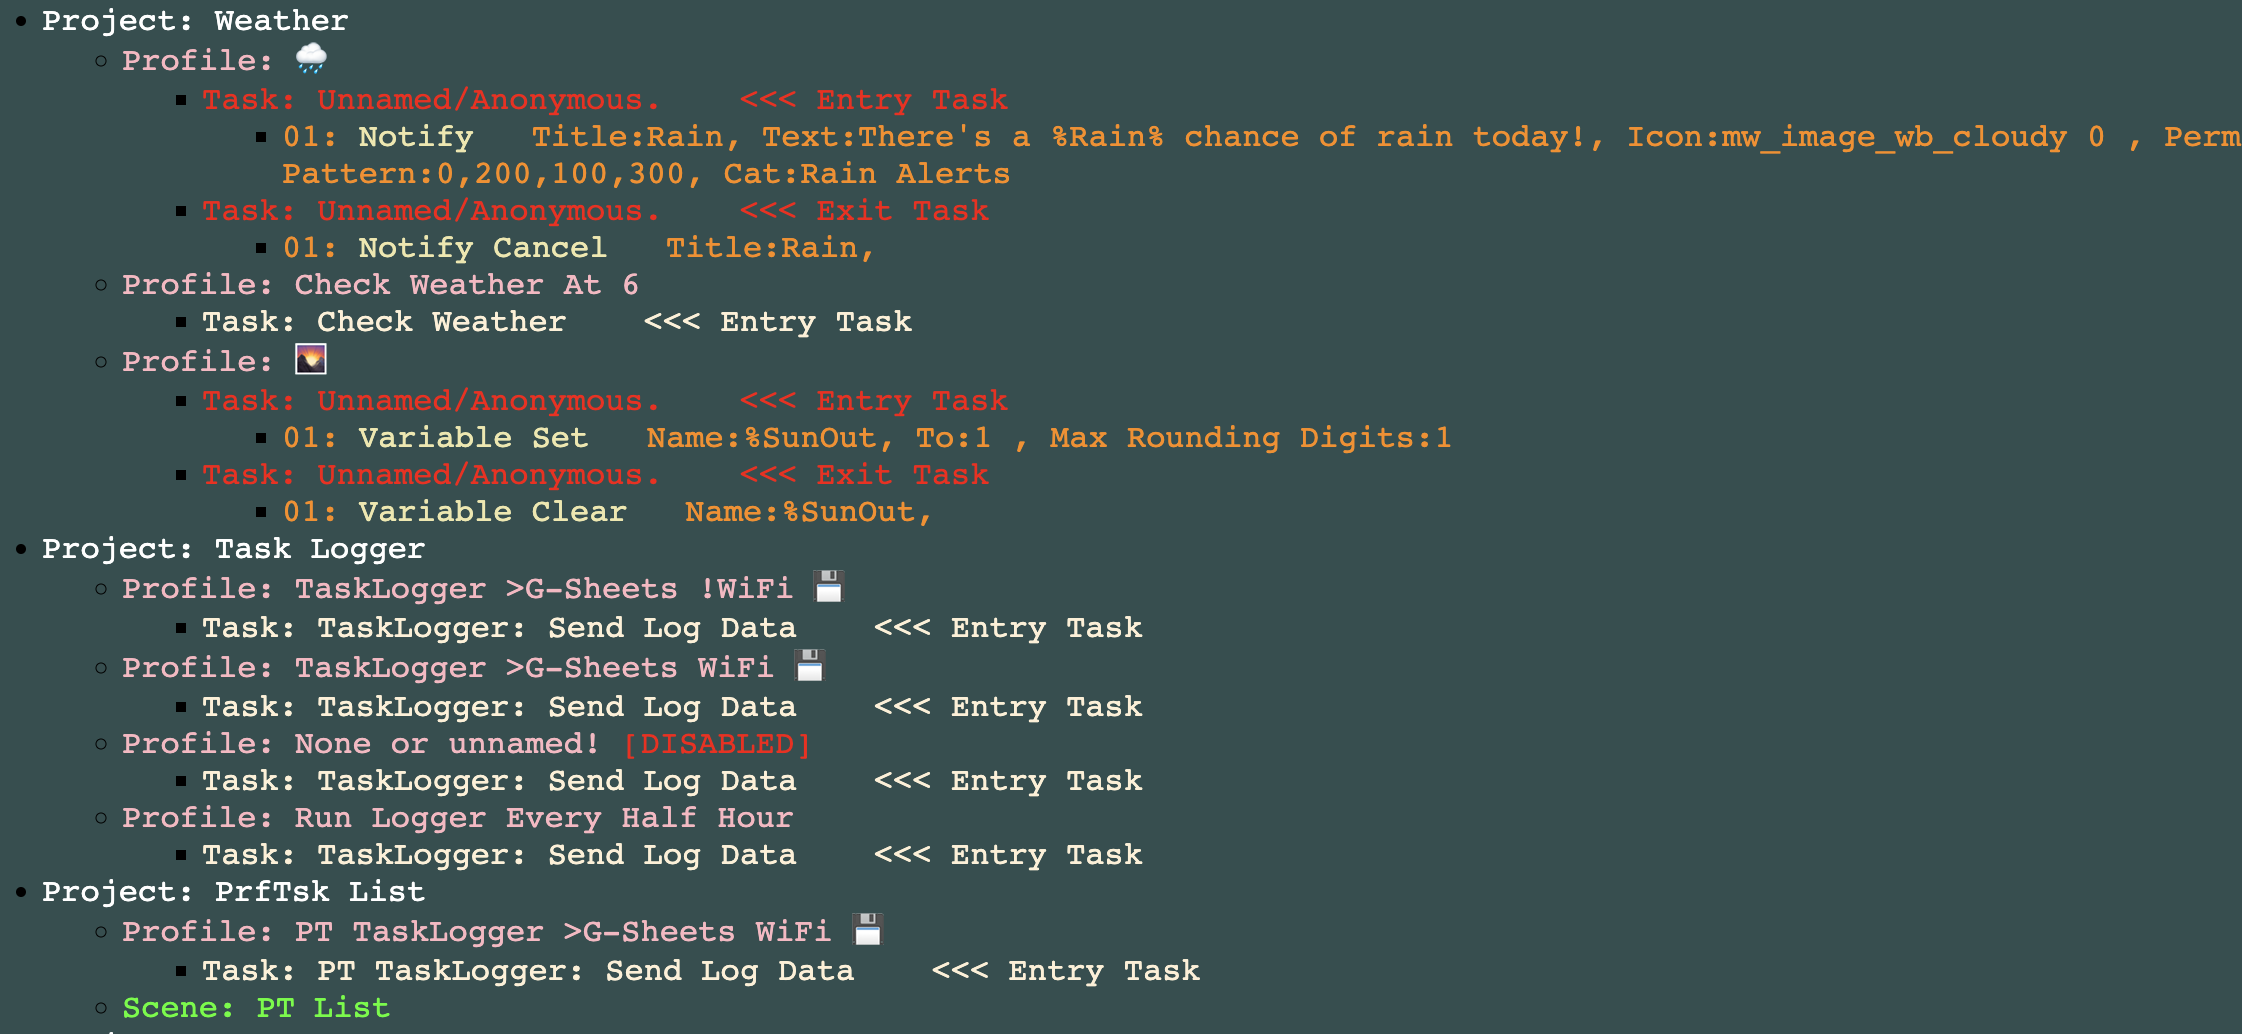 Project: Weather
Profile: 🌧️
Task: Unnamed/Anonymous. <<< Entry Task
01: Notify Title:Rain, Text:There's a %Rain% chance of rain today!, Icon:mw_image_wb_cloudy 0 , Perm
Pattern:0,200,100,300, Cat:Rain Alerts
Task: Unnamed/Anonymous. <<< Exit Task
01: Notify Cancel Title:Rain,
Profile: Check Weather At 6
Task: Check Weather <<< Entry Task
Profile: 🌄
Task: Unnamed/Anonymous. <<< Entry Task
01: Variable Set Name:%SunOut, To:1 , Max Rounding Digits:1
Task: Unnamed/Anonymous. <<< Exit Task
01: Variable Clear Name:%SunOut,
Project: Task Logger
Profile: TaskLogger >G-Sheets !WiFi 💾
Task: TaskLogger: Send Log Data <<< Entry Task
Profile: TaskLogger >G-Sheets WiFi 💾
Task: TaskLogger: Send Log Data <<< Entry Task
Profile: None or unnamed! [DISABLED]
Task: TaskLogger: Send Log Data <<< Entry Task
Profile: Run Logger Every Half Hour
Task: TaskLogger: Send Log Data <<< Entry Task
Project: PrfTsk List
Profile: PT TaskLogger >G-Sheets WiFi 💾
Task: PT TaskLogger: Send Log Data <<< Entry Task
Scene: PT List